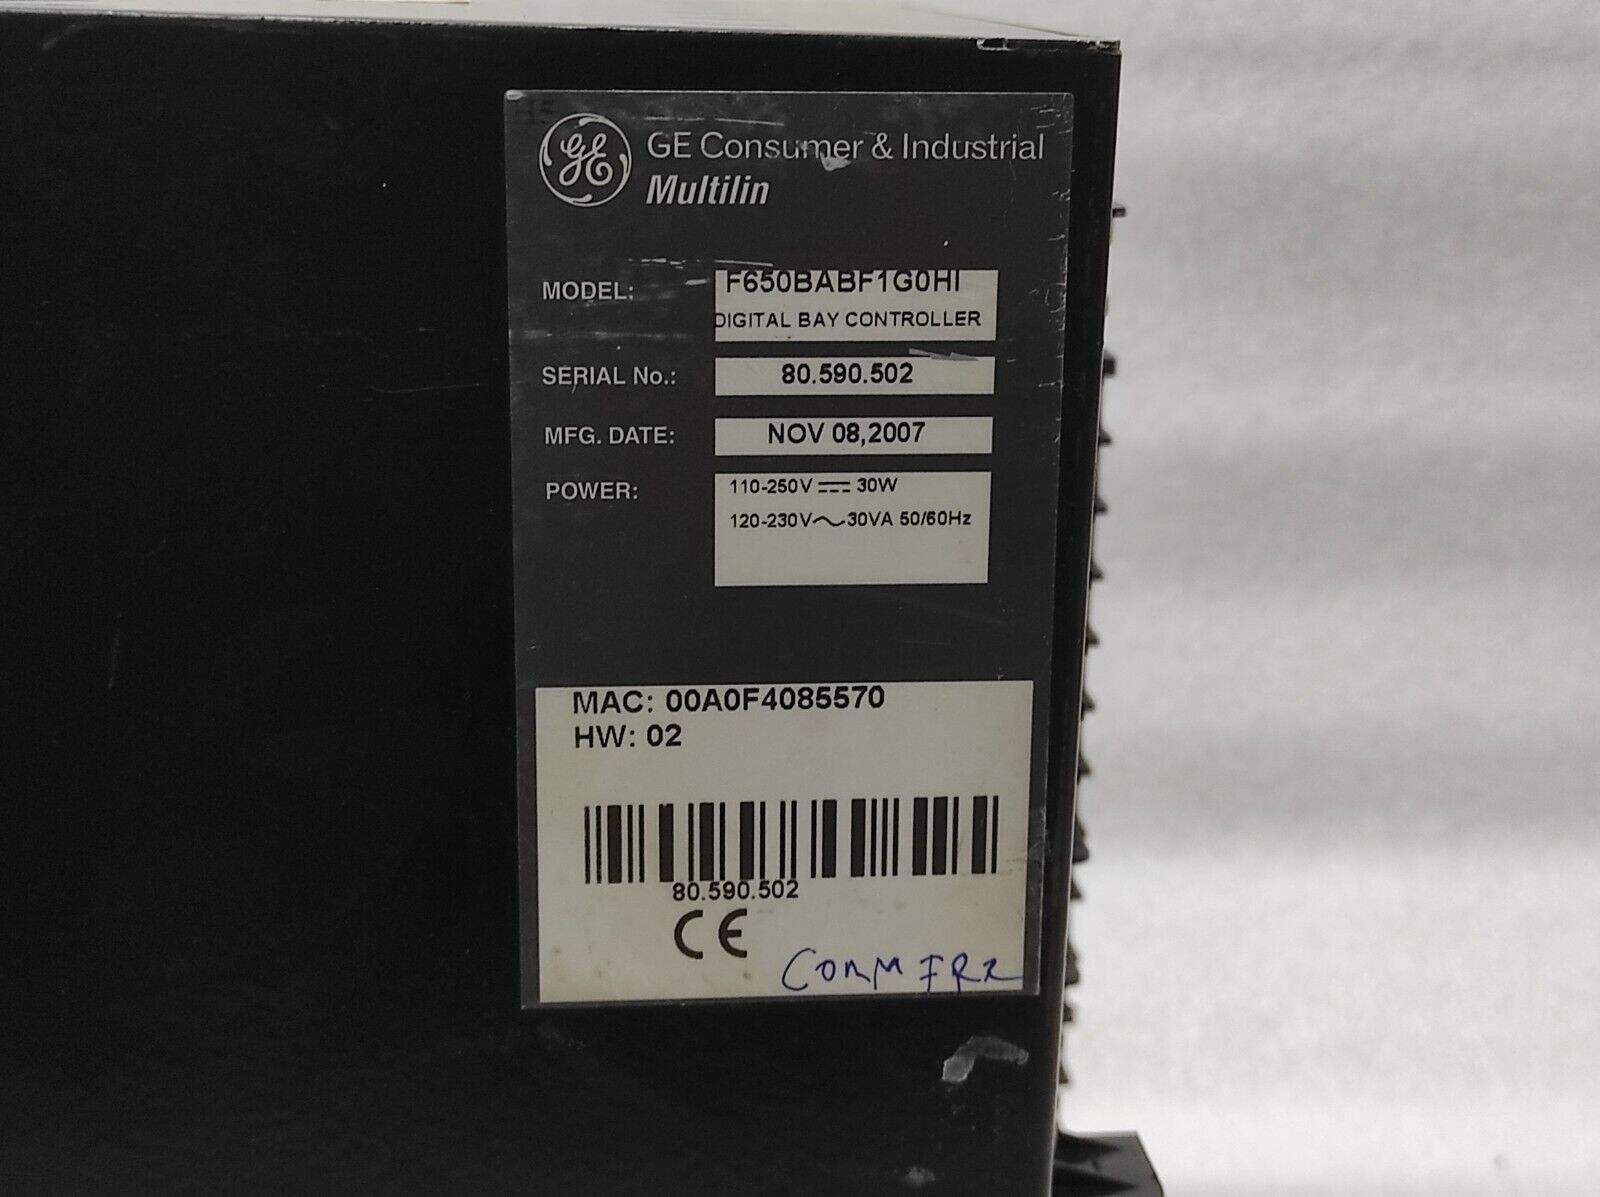 GE Consumer & Industrial
Multilin
MODEL: F650BABF1G0HI
DIGITAL BAY CONTROLLER
SERIAL No.: 80.590.502
MFG. DATE: NOV 08,2007
POWER: 110-250V ⎓ 30W
120-230V～30VA 50/60Hz
MAC: 00A0F4085570
HW: 02
80.590.502
CE